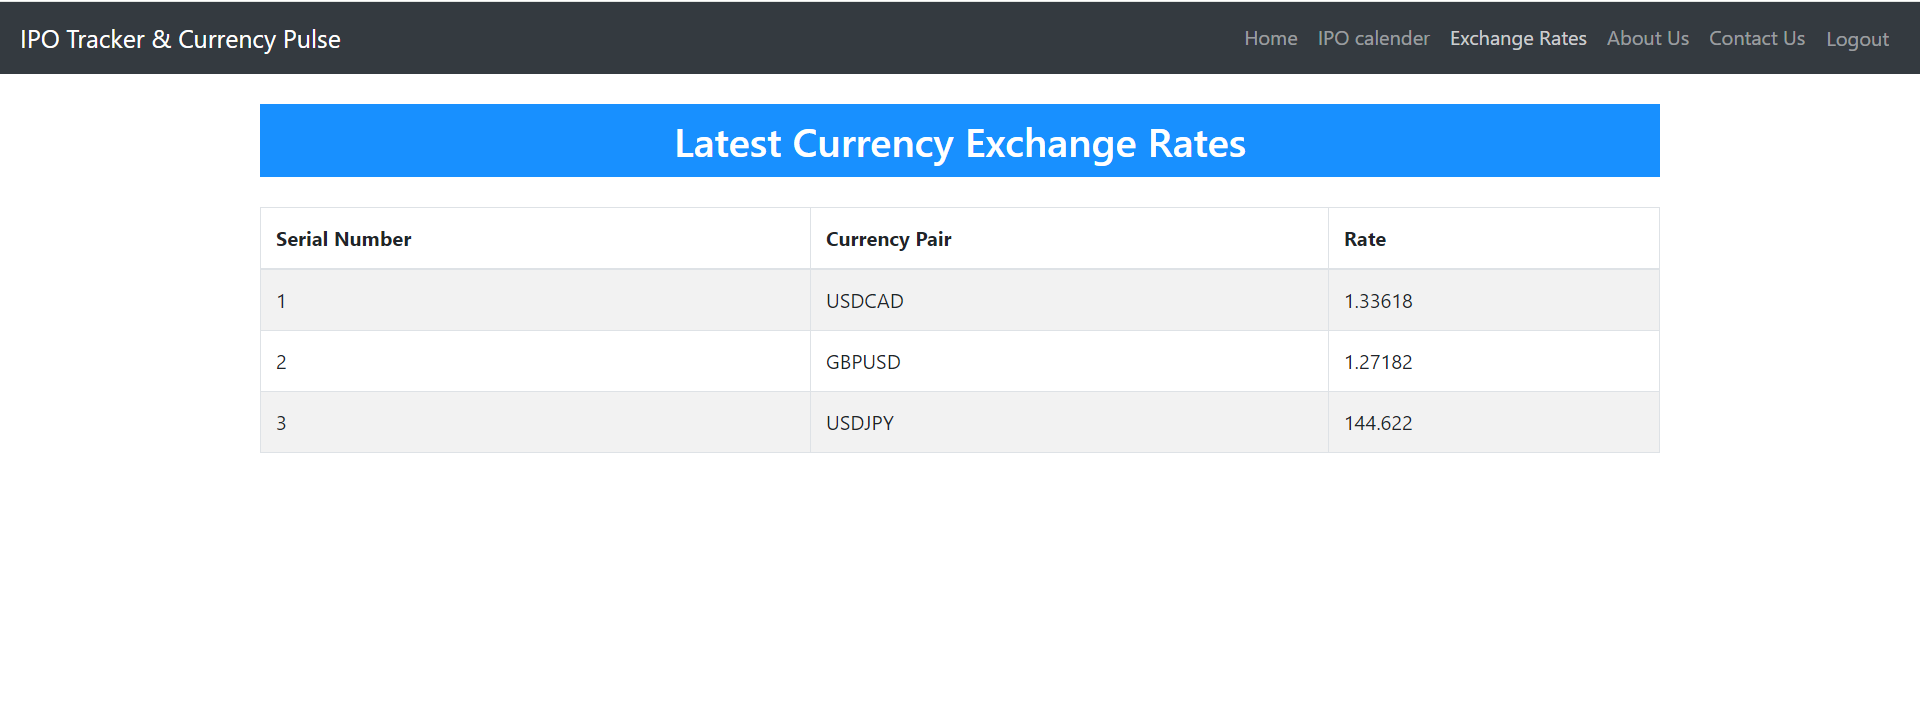 IPO Tracker & Currency Pulse Home IPO calender Exchange Rates About Us Contact Us Logout
Latest Currency Exchange Rates
Serial Number Currency Pair Rate
1 USDCAD 1.33618
2 GBPUSD 1.27182
3 USDJPY 144.622